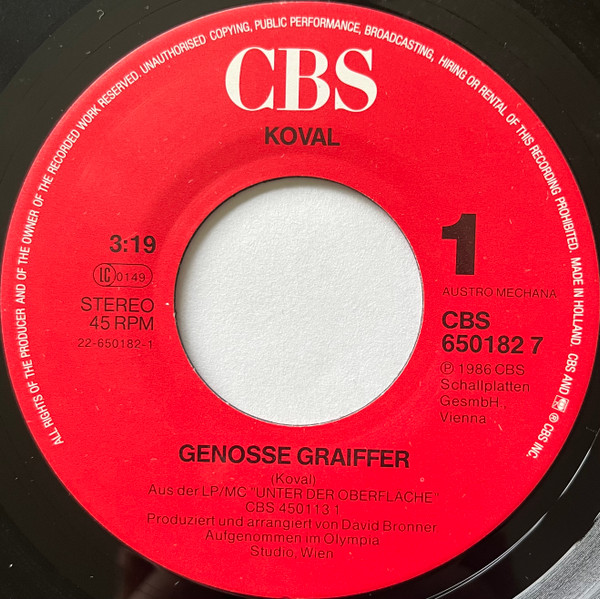 ALL RIGHTS OF THE PRODUCER AND OF THE OWNER OF THE RECORDED WORK RESERVED. UNAUTHORISED COPYING, PUBLIC PERFORMANCE, BROADCASTING, HIRING OR RENTAL OF THIS RECORDING PROHIBITED. MADE IN HOLLAND. CBS AND ® CBS INC.
CBS
KOVAL
3:19
LC 0149
STEREO
45 RPM
22-650182-1
1
AUSTRO MECHANA
CBS
650182 7
℗ 1986 CBS
Schallplatten
GesmbH.,
Vienna
GENOSSE GRAIFFER
(Koval)
Aus der LP/MC "UNTER DER OBERFLÄCHE"
CBS 450113 1
Produziert und arrangiert von David Bronner
Aufgenommen im Olympia
Studio, Wien